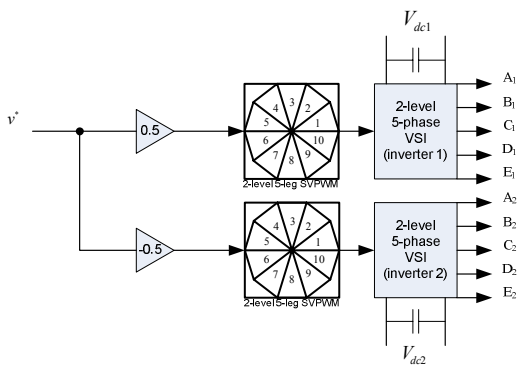 V_dc1
v*
0.5
3
4 2
5 1
6 10
7 9
8
2-level 5-leg SVPWM
2-level
5-phase
VSI
(inverter 1)
A1
B1
C1
D1
E1
-0.5
3
4 2
5 1
6 10
7 9
8
2-level 5-leg SVPWM
2-level
5-phase
VSI
(inverter 2)
A2
B2
C2
D2
E2
V_dc2